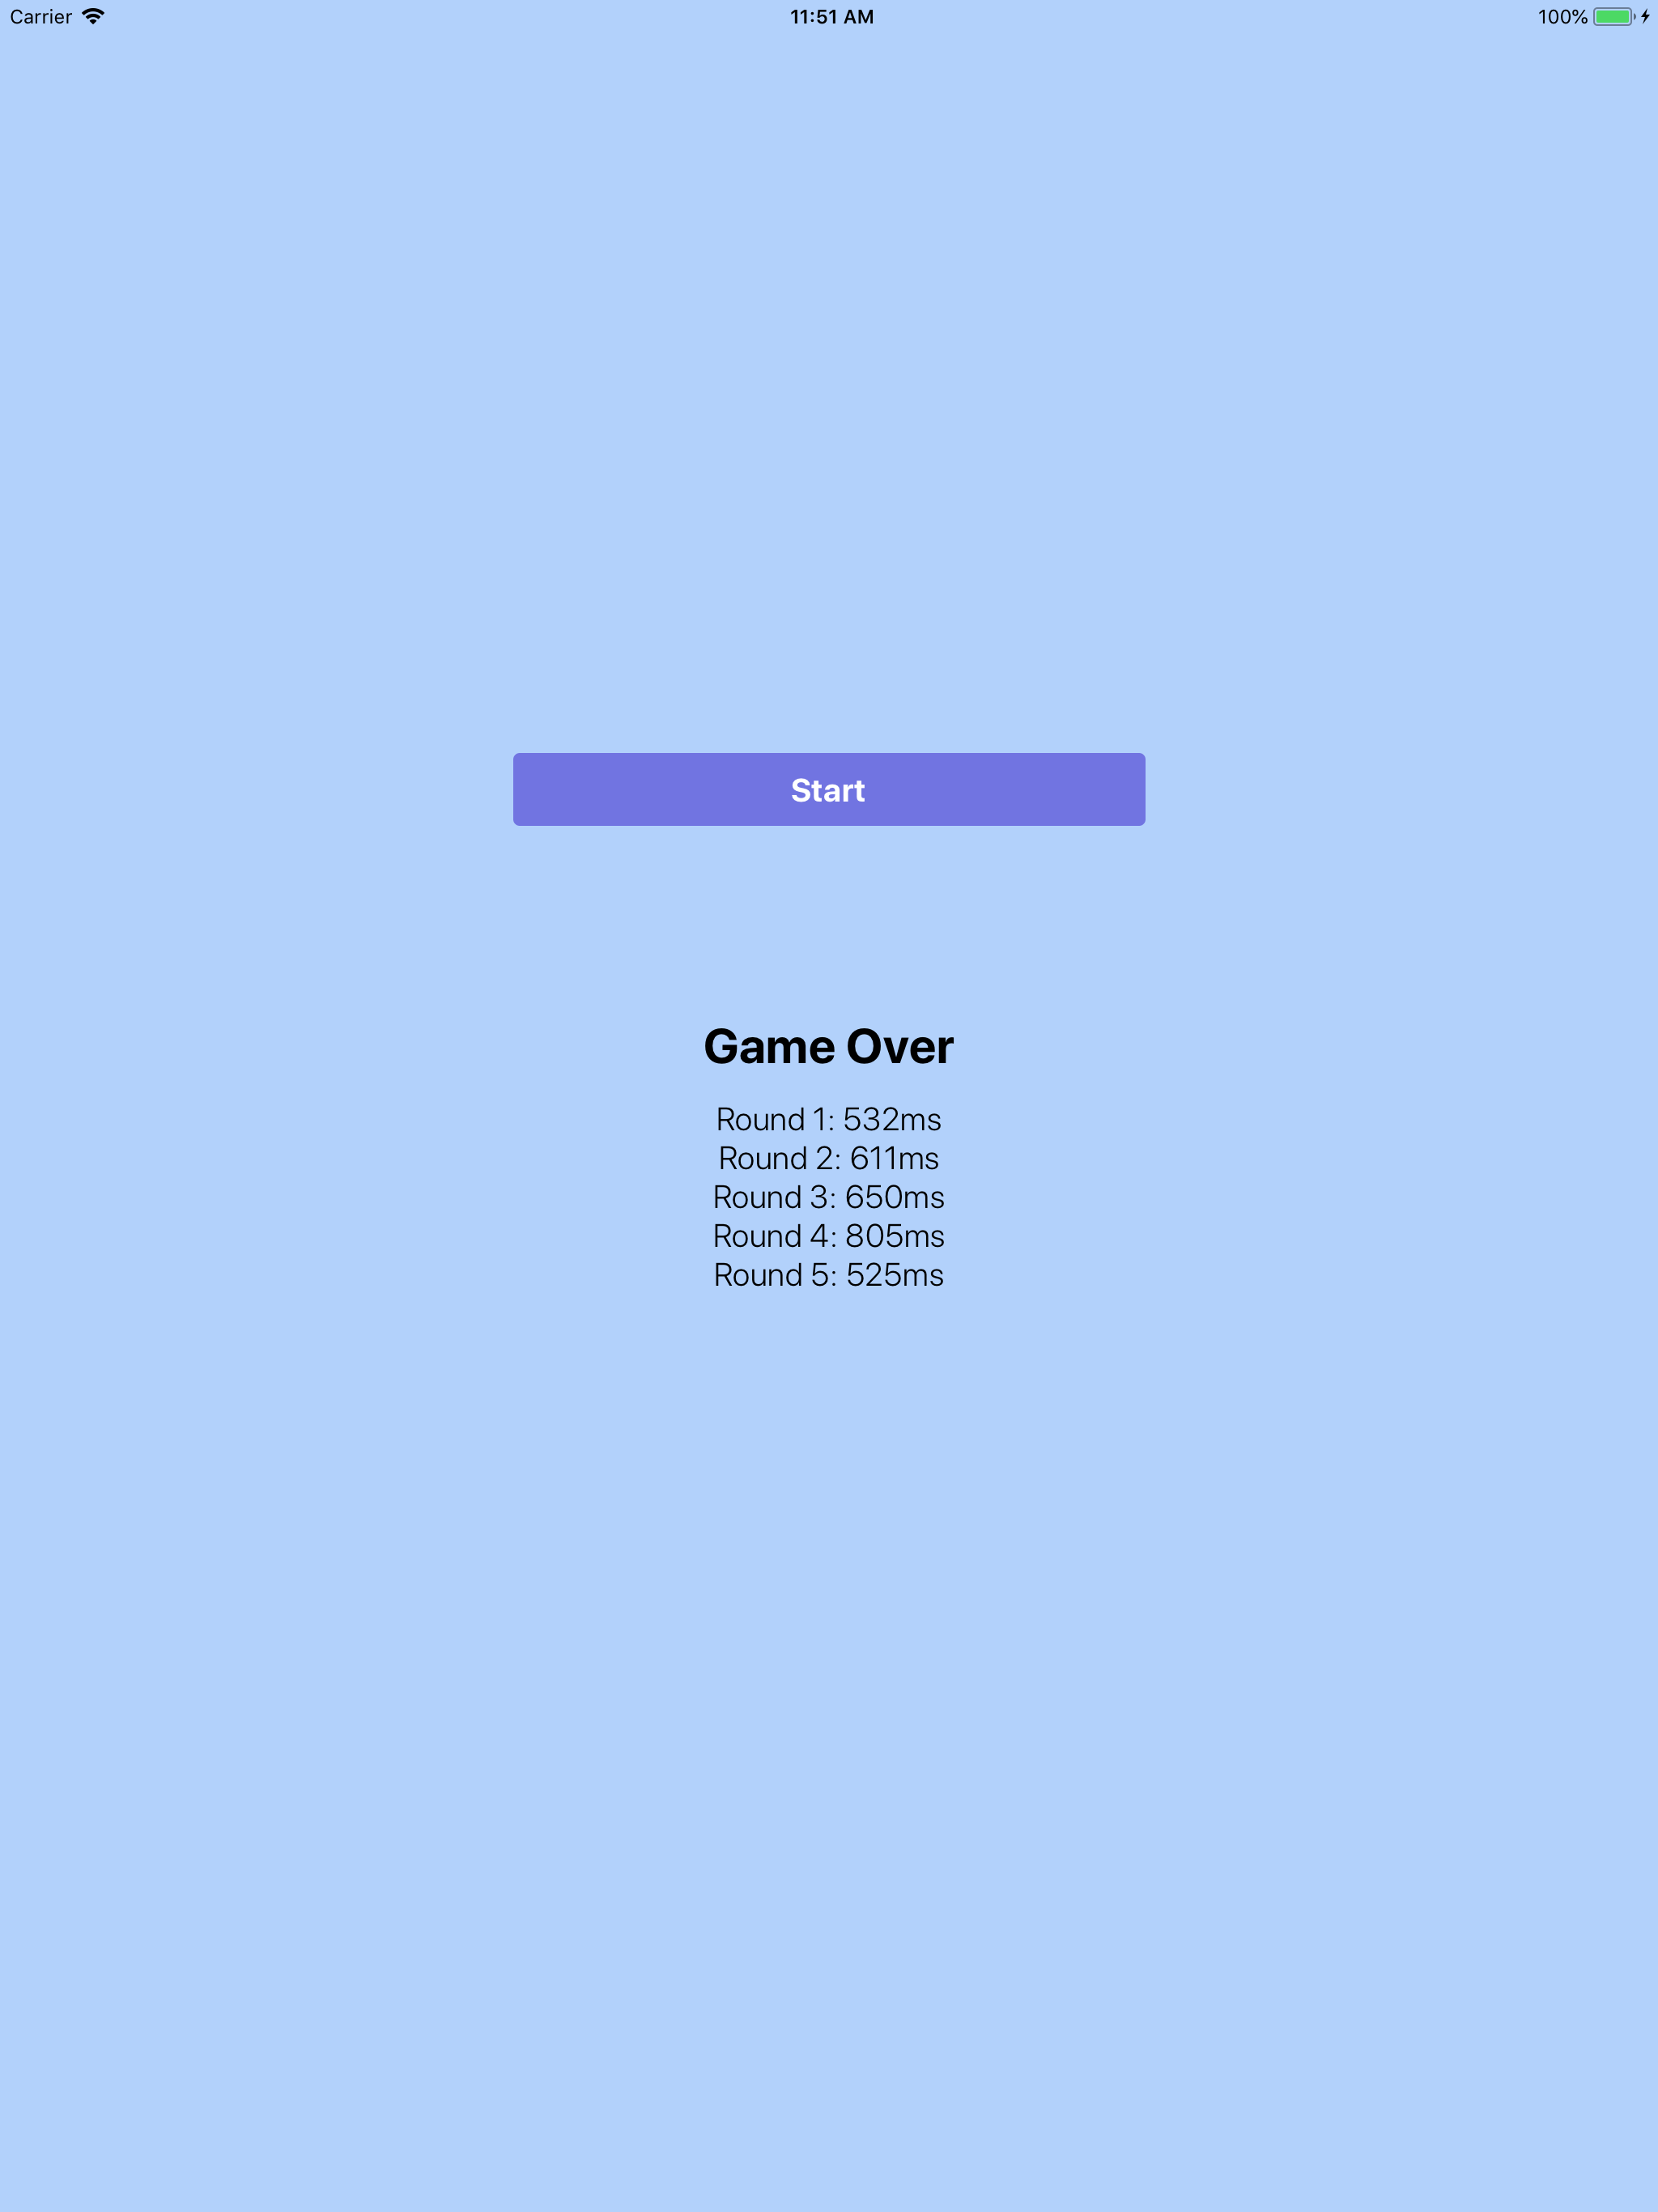 Carrier 11:51 AM 100%
Start
Game Over
Round 1: 532ms
Round 2: 611ms
Round 3: 650ms
Round 4: 805ms
Round 5: 525ms